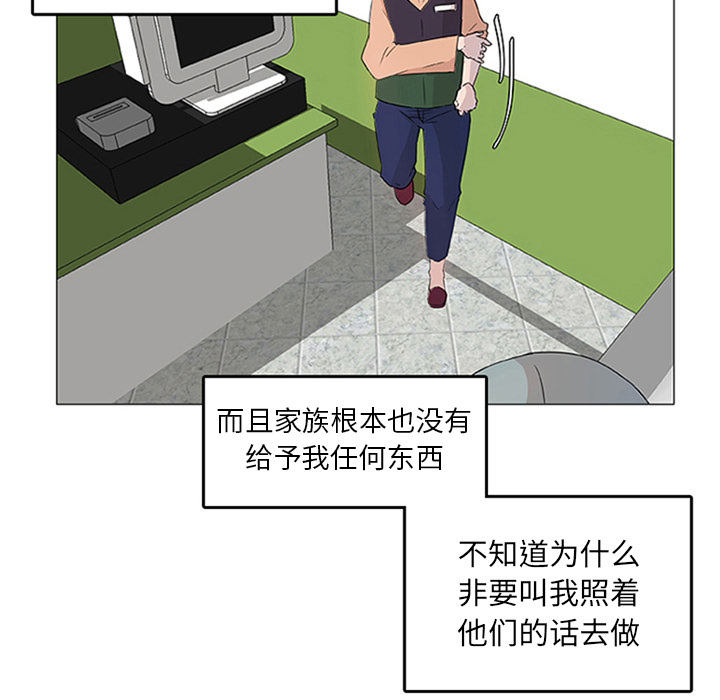 而且家族根本也没有
给予我任何东西
不知道为什么
非要叫我照着
他们的话去做